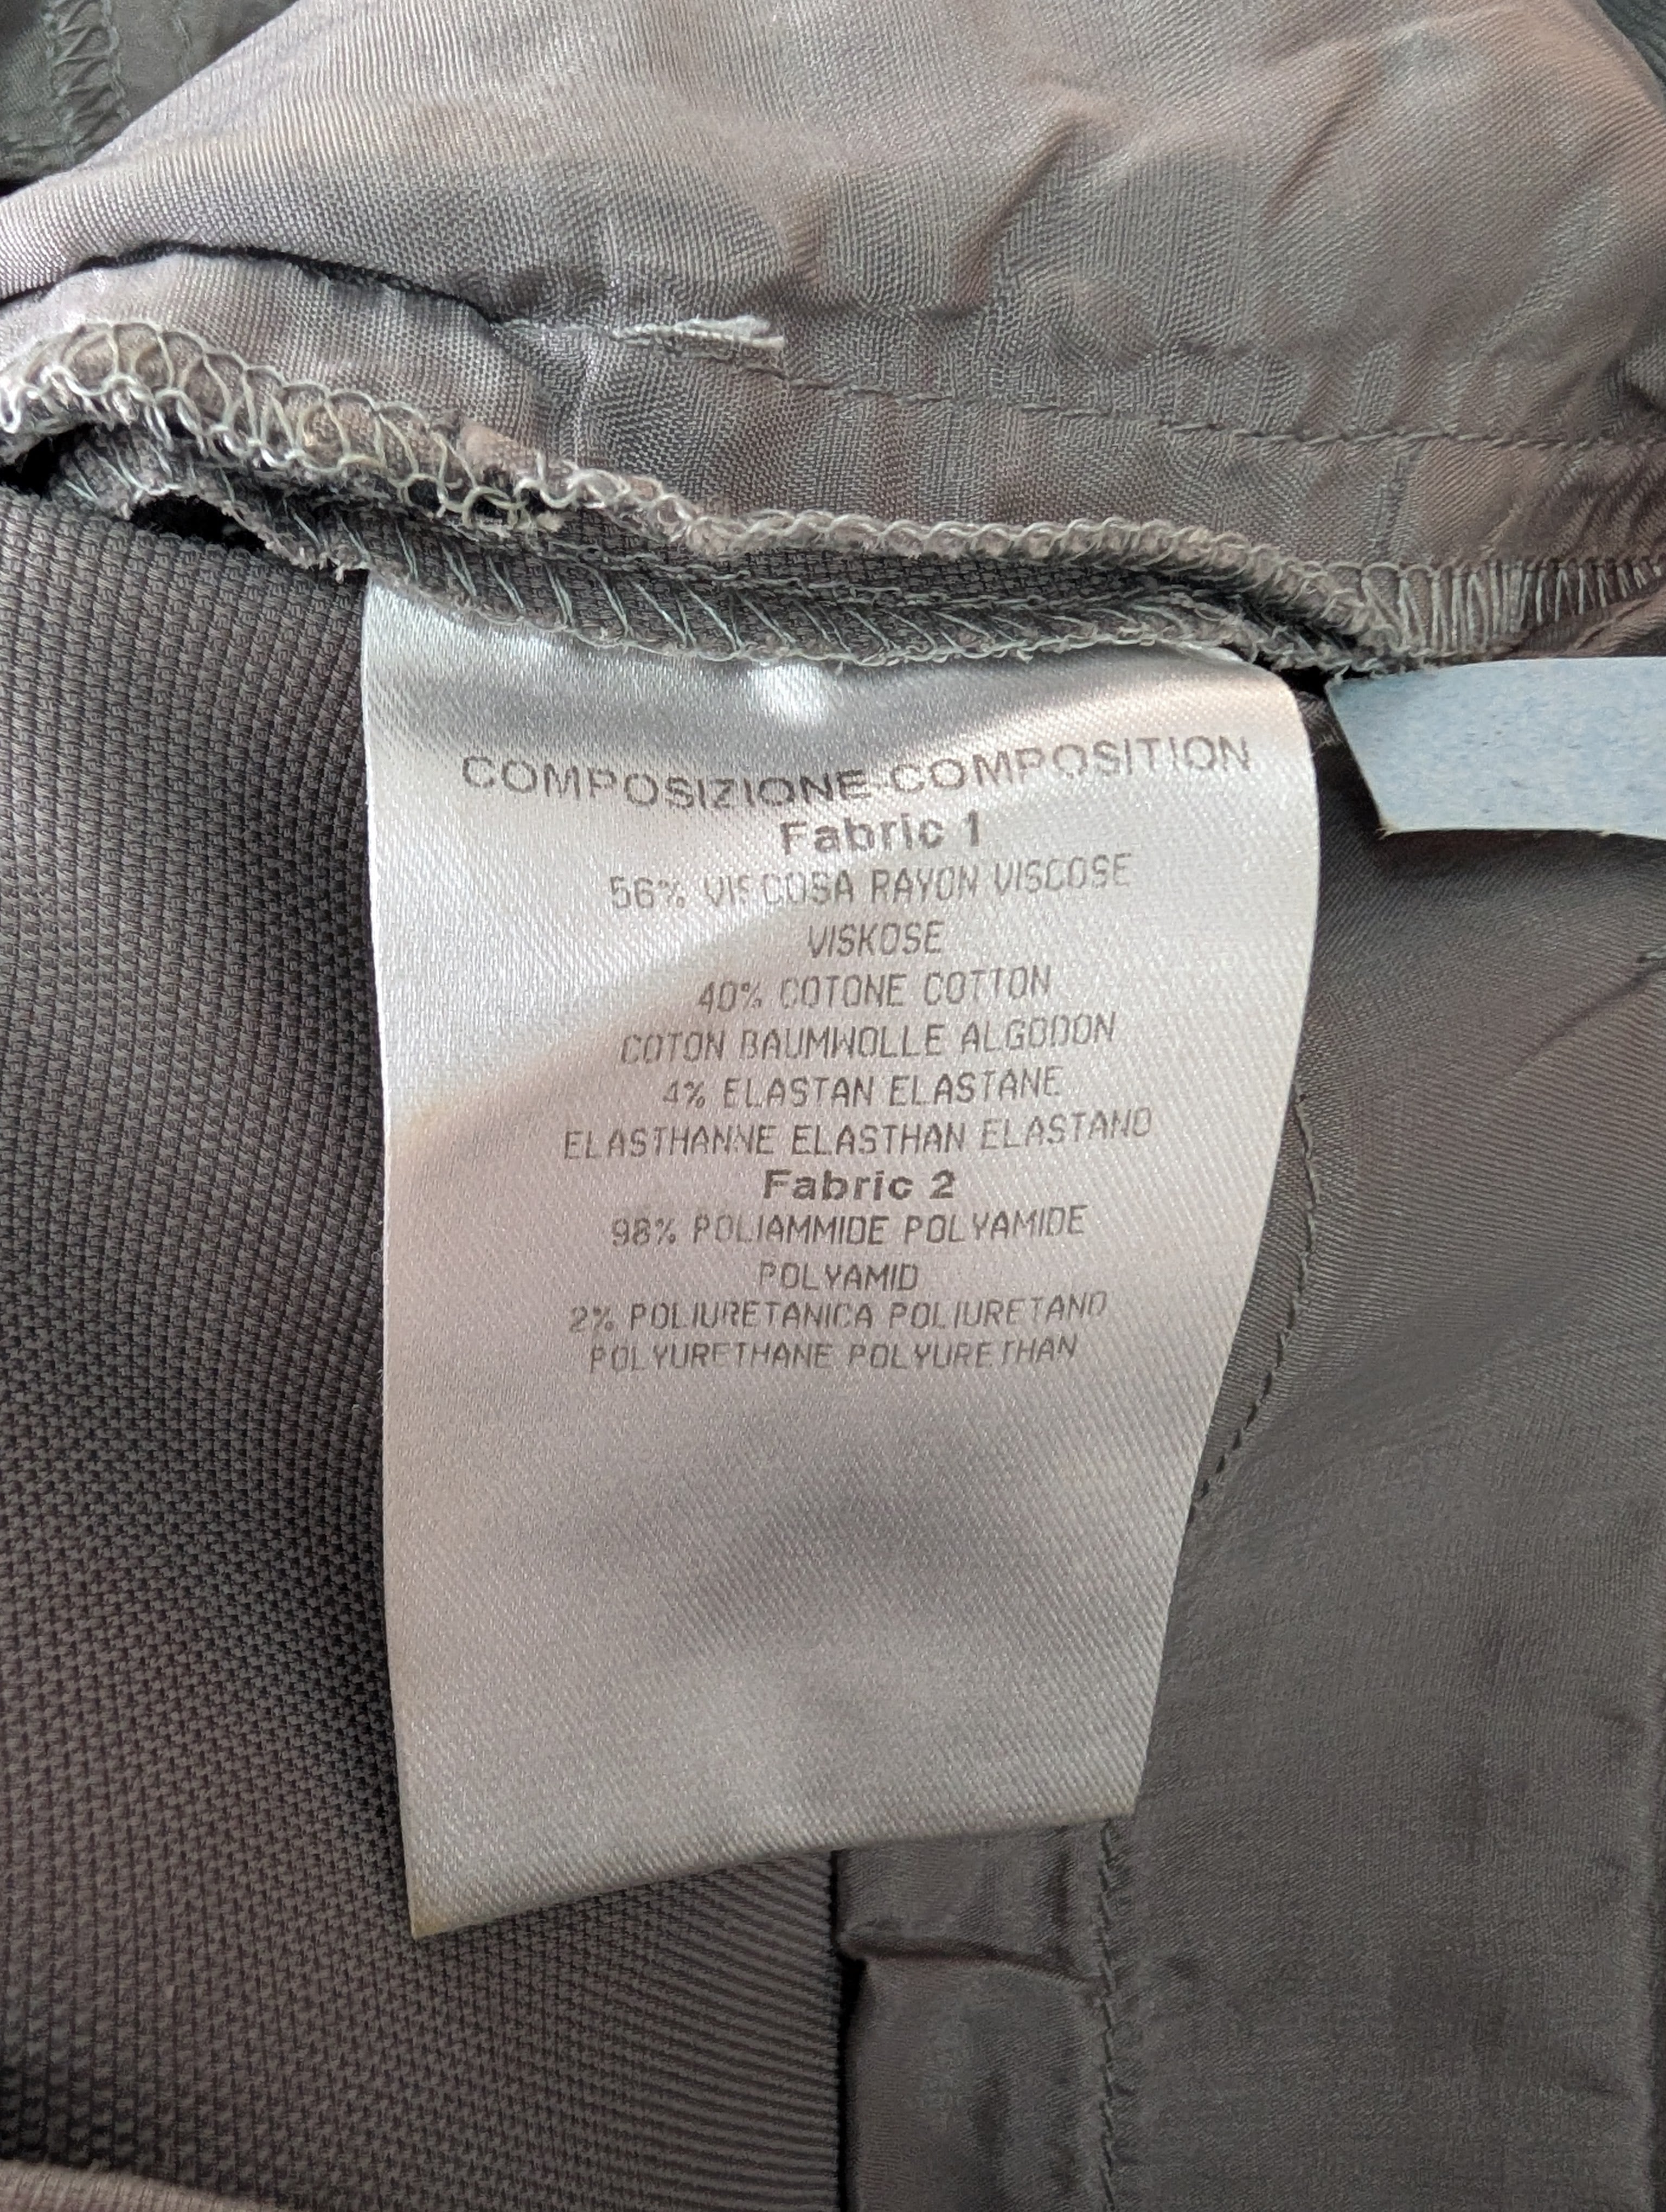 COMPOSIZIONE-COMPOSITION
Fabric 1
56% VISCOSA RAYON VISCOSE
VISKOSE
40% COTONE COTTON
COTON BAUMWOLLE ALGODON
4% ELASTAN ELASTANE
ELASTHANNE ELASTHAN ELASTANO
Fabric 2
98% POLIAMMIDE POLYAMIDE
POLYAMID
2% POLIURETANICA POLIURETANO
POLYURETHANE POLYURETHAN